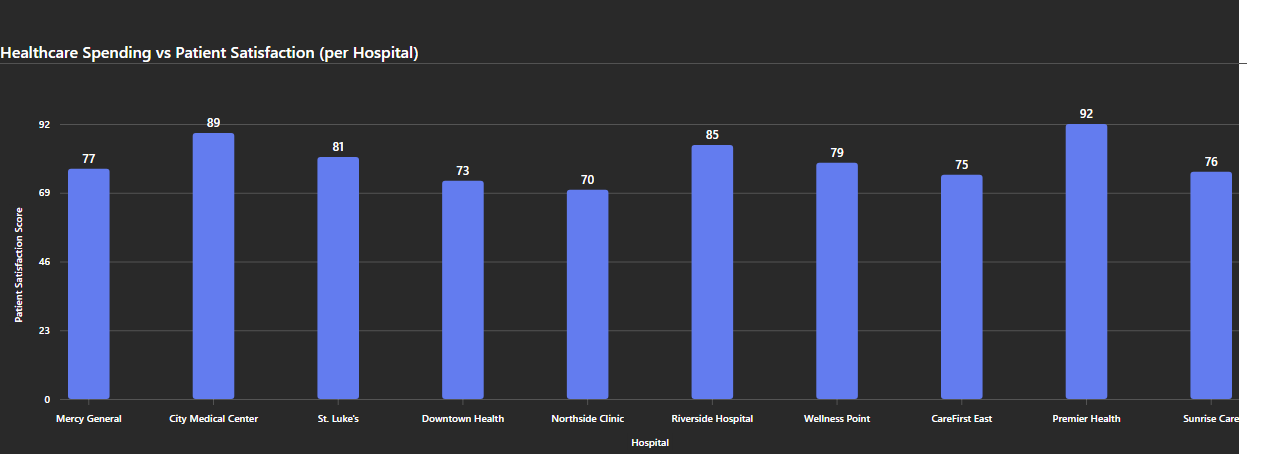 Healthcare Spending vs Patient Satisfaction (per Hospital)
Patient Satisfaction Score
92
69
46
23
0
77
89
81
73
70
85
79
75
92
76
Mercy General
City Medical Center
St. Luke's
Downtown Health
Northside Clinic
Riverside Hospital
Wellness Point
CareFirst East
Premier Health
Sunrise Care
Hospital